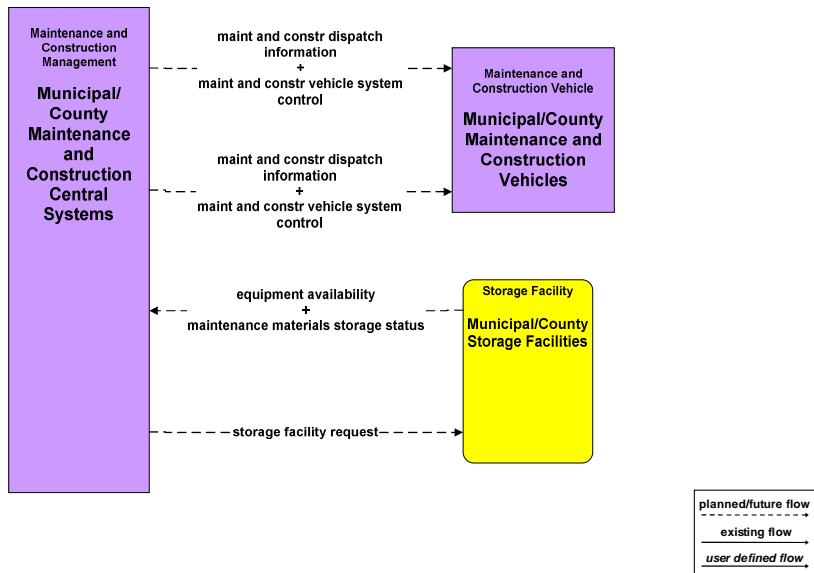 Maintenance and
Construction
Management
Municipal/
County
Maintenance
and
Construction
Central
Systems
maint and constr dispatch
information
+
maint and constr vehicle system
control
Maintenance and
Construction Vehicle
Municipal/County
Maintenance and
Construction
Vehicles
maint and constr dispatch
information
+
maint and constr vehicle system
control
equipment availability
+
maintenance materials storage status
Storage Facility
Municipal/County
Storage Facilities
storage facility request
planned/future flow
existing flow
user defined flow